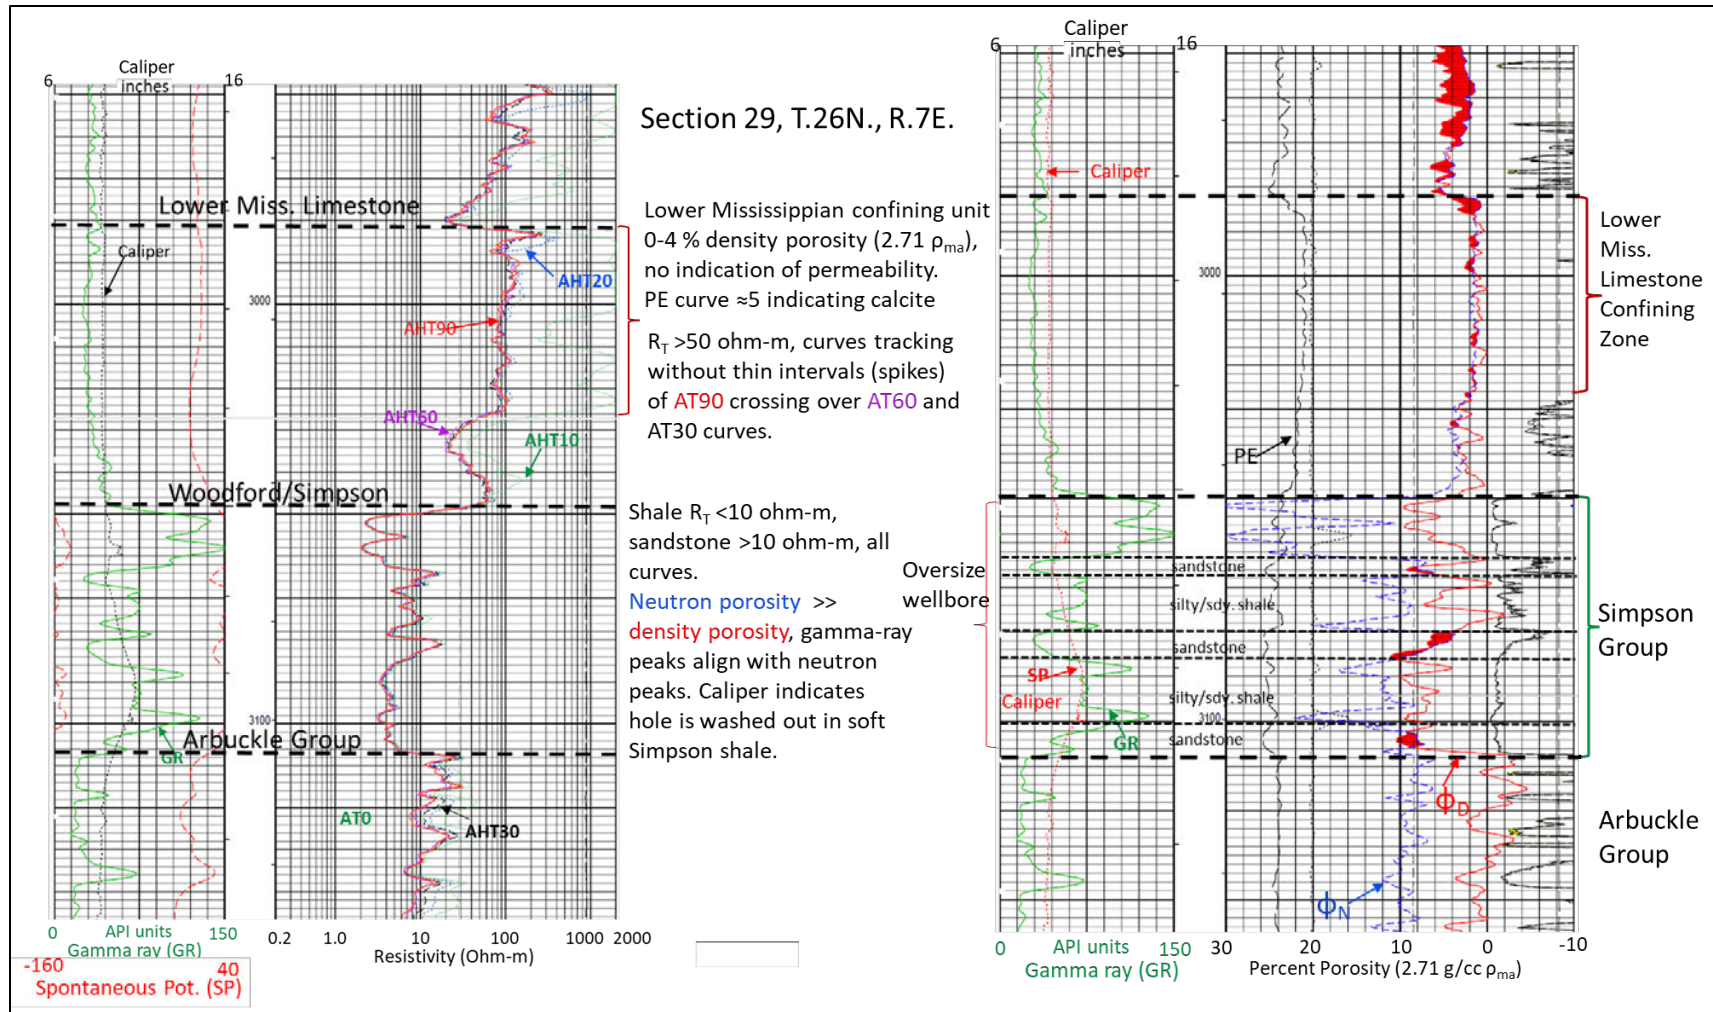 Caliper
inches
6
16
Caliper
inches
6
16
Section 29, T.26N., R.7E.
Lower Miss. Limestone
Caliper
AHT20
AHT90
3000
AHT60
AHT10
Woodford/Simpson
3100
Arbuckle Group
GR
AT0
AHT30
0 API units 150
Gamma ray (GR)
-160 40
Spontaneous Pot. (SP)
0.2 1.0 10 100 1000 2000
Resistivity (Ohm-m)
Lower Mississippian confining unit
0-4 % density porosity (2.71 ρma),
no indication of permeability.
PE curve ≈5 indicating calcite
RT >50 ohm-m, curves tracking
without thin intervals (spikes)
of AT90 crossing over AT60 and
AT30 curves.
Shale RT <10 ohm-m,
sandstone >10 ohm-m, all
curves.
Neutron porosity >>
density porosity, gamma-ray
peaks align with neutron
peaks. Caliper indicates
hole is washed out in soft
Simpson shale.
Oversize
wellbore
Caliper
3000
PE
sandstone
silty/sdy. shale
sandstone
SP
Caliper
silty/sdy. shale
3100
GR
sandstone
ϕD
ϕN
Lower
Miss.
Limestone
Confining
Zone
Simpson
Group
Arbuckle
Group
0 API units 150
Gamma ray (GR)
30 20 10 0 -10
Percent Porosity (2.71 g/cc ρma)